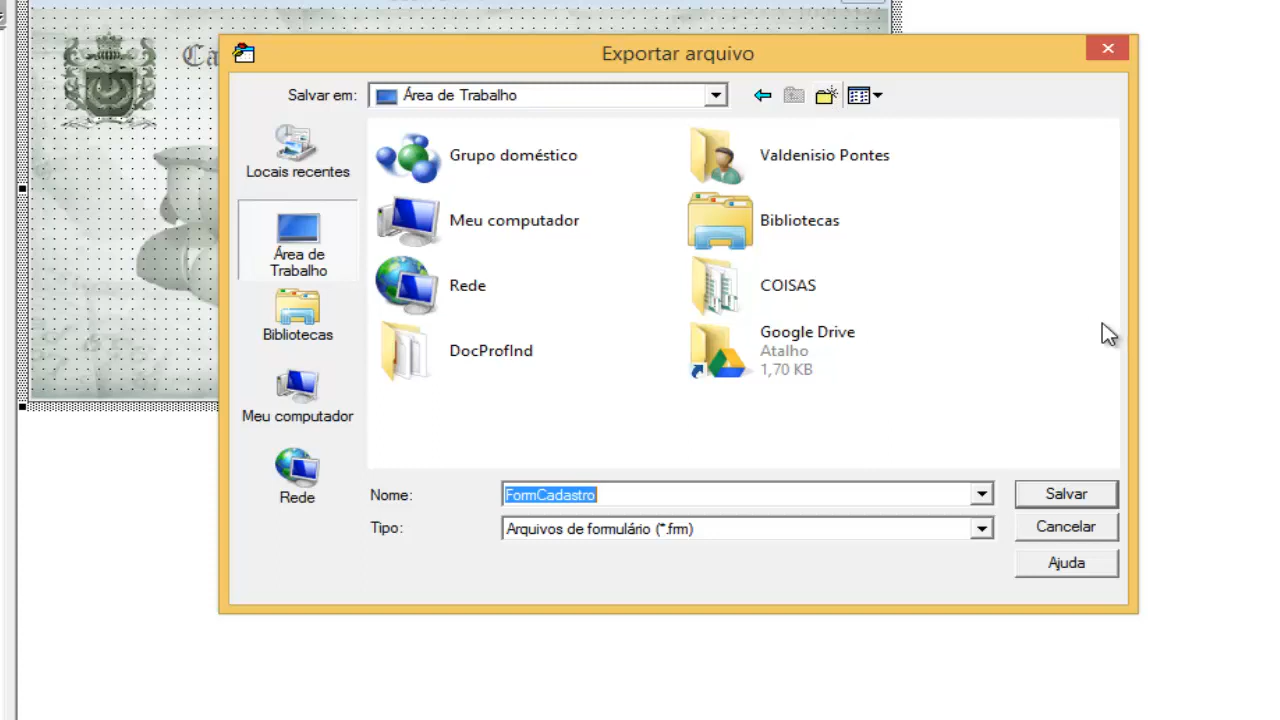 Ca
Exportar arquivo
Salvar em:
Área de Trabalho
Locais recentes
Área de
Trabalho
Bibliotecas
Meu computador
Rede
Grupo doméstico
Valdenisio Pontes
Meu computador
Bibliotecas
Rede
COISAS
DocProfInd
Google Drive
Atalho
1,70 KB
Nome:
FormCadastro
Salvar
Tipo:
Arquivos de formulário (*.frm)
Cancelar
Ajuda